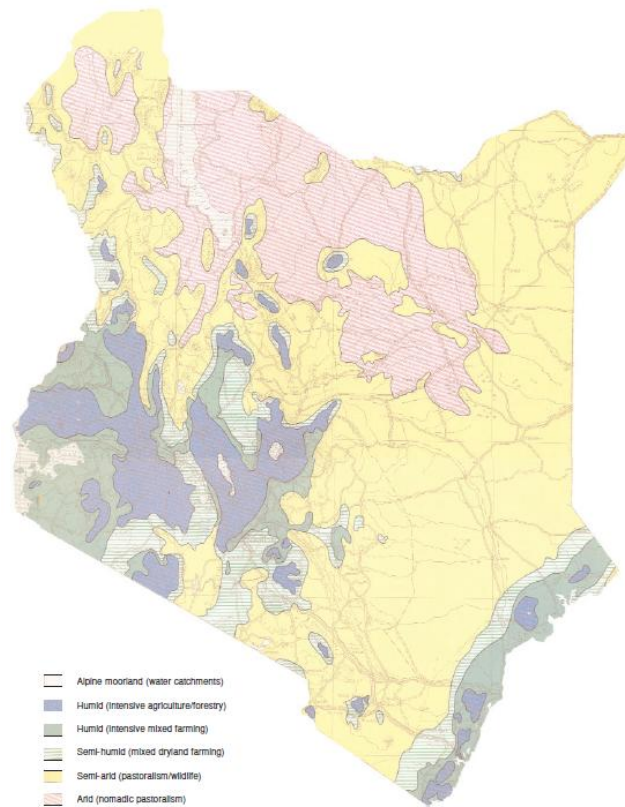 Alpine moorland (water catchments)
Humid (intensive agriculture/forestry)
Humid (intensive mixed farming)
Semi-humid (mixed dryland farming)
Semi-arid (pastoralism/wildlife)
Arid (nomadic pastoralism)